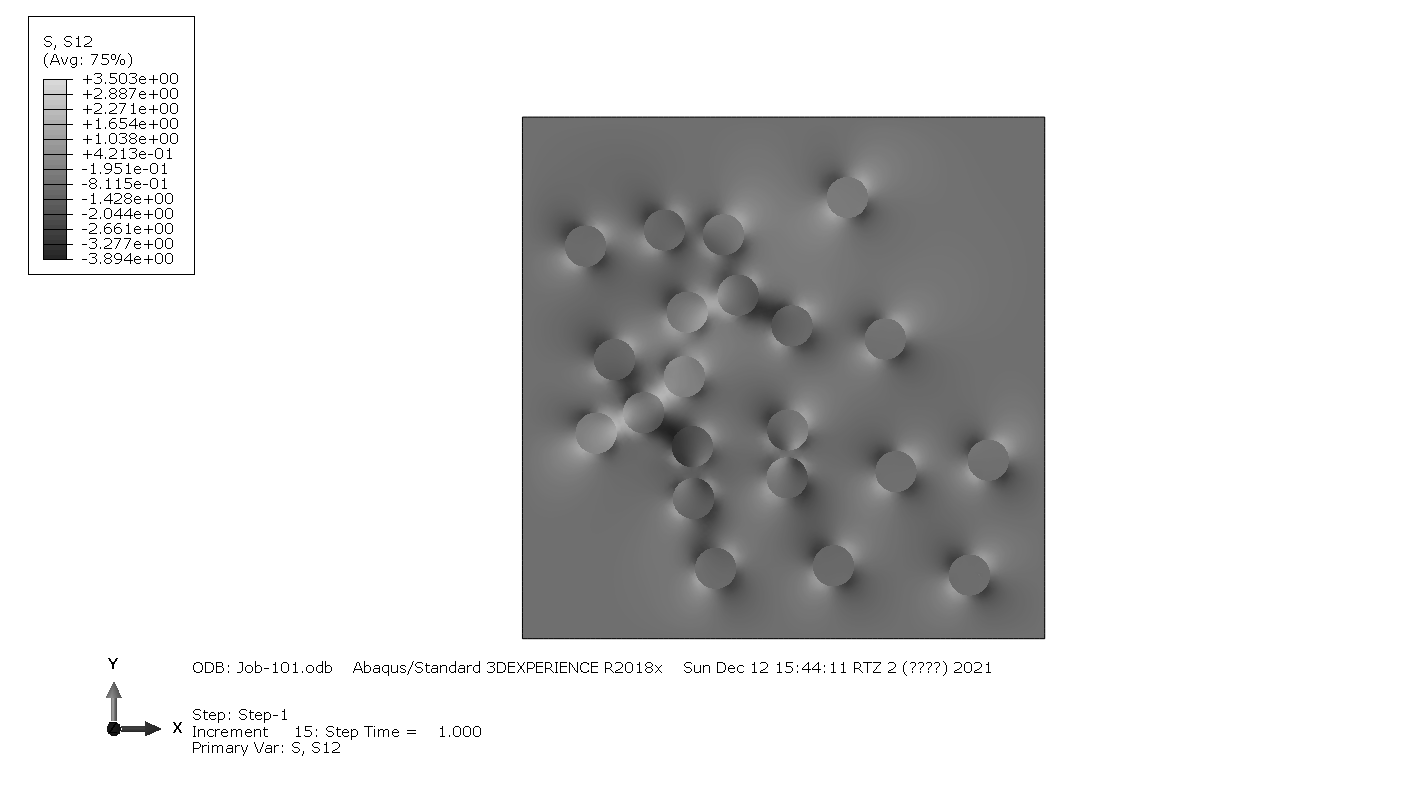 S, S12
(Avg: 75%)
+3.503e+00
+2.887e+00
+2.271e+00
+1.654e+00
+1.038e+00
+4.213e-01
-1.951e-01
-8.115e-01
-1.428e+00
-2.044e+00
-2.661e+00
-3.277e+00
-3.894e+00
Y
X
ODB: Job-101.odb    Abaqus/Standard 3DEXPERIENCE R2018x    Sun Dec 12 15:44:11 RTZ 2 (????) 2021
Step: Step-1
Increment     15: Step Time =    1.000
Primary Var: S, S12